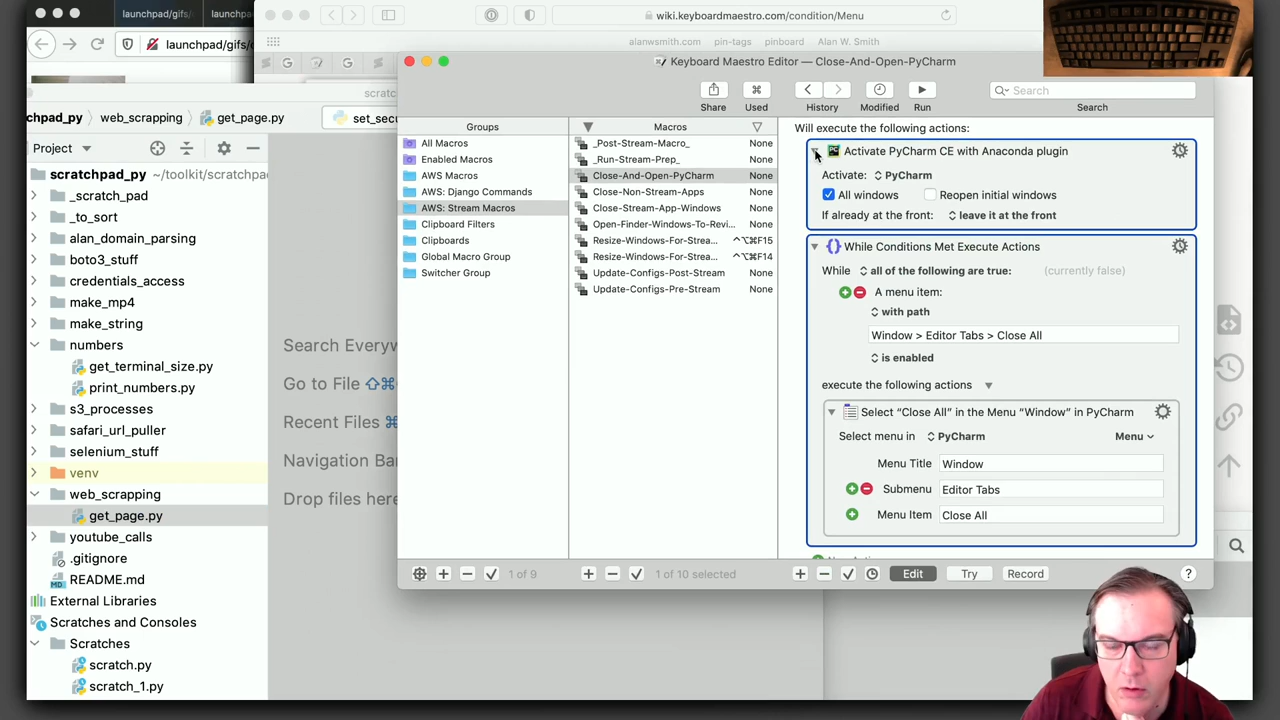 launchpad/gifs/
launchp
launchpad/gifs/
wiki.keyboardmaestro.com/condition/Menu
alanwsmith.com
pin-tags
pinboard
Alan W. Smith
Keyboard Maestro Editor — Close-And-Open-PyCharm
scratc
chpad_py
web_scrapping
get_page.py
set_secu
Share
Used
History
Modified
Run
Search
Search
Groups
Macros
All Macros
Enabled Macros
AWS Macros
AWS: Django Commands
AWS: Stream Macros
Clipboard Filters
Clipboards
Global Macro Group
Switcher Group
_Post-Stream-Macro_ None
_Run-Stream-Prep_ None
Close-And-Open-PyCharm None
Close-Non-Stream-Apps None
Close-Stream-App-Windows None
Open-Finder-Windows-To-Revi... None
Resize-Windows-For-Strea... ^⌥⌘F15
Resize-Windows-For-Strea... ^⌥⌘F14
Update-Configs-Post-Stream None
Update-Configs-Pre-Stream None
Will execute the following actions:
Activate PyCharm CE with Anaconda plugin
Activate: PyCharm
All windows
Reopen initial windows
If already at the front: leave it at the front
While Conditions Met Execute Actions
While all of the following are true: (currently false)
A menu item:
with path
Window > Editor Tabs > Close All
is enabled
execute the following actions
Select “Close All” in the Menu “Window” in PyCharm
Select menu in PyCharm
Menu
Menu Title Window
Submenu Editor Tabs
Menu Item Close All
1 of 9
1 of 10 selected
Edit
Try
Record
?
Project
scratchpad_py ~/toolkit/scratchpa
_scratch_pad
_to_sort
alan_domain_parsing
boto3_stuff
credentials_access
make_mp4
make_string
numbers
get_terminal_size.py
print_numbers.py
s3_processes
safari_url_puller
selenium_stuff
venv
web_scrapping
get_page.py
youtube_calls
.gitignore
README.md
External Libraries
Scratches and Consoles
Scratches
scratch.py
scratch_1.py
Search Everyw
Go to File ⇧⌘
Recent Files ⌘
Navigation Ba
Drop files here